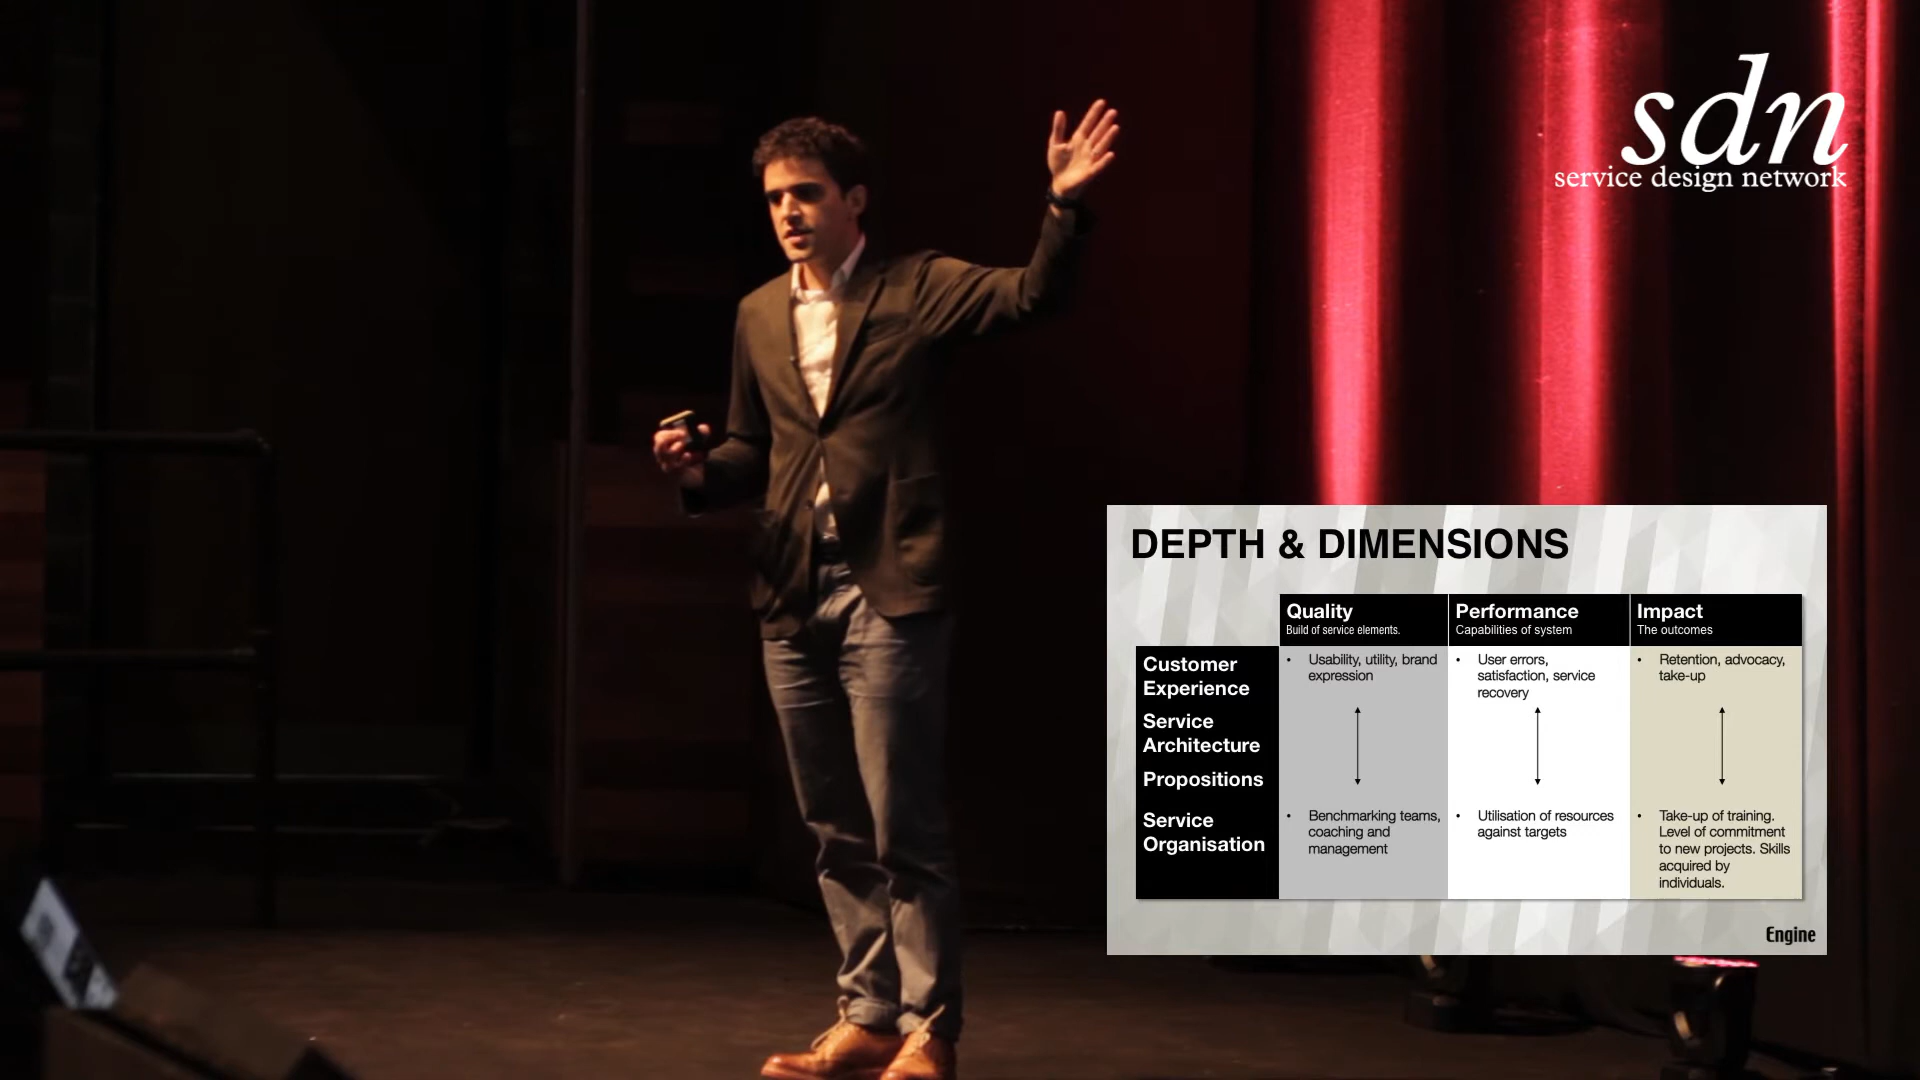 sdn
service design network
DEPTH & DIMENSIONS
Quality
Build of service elements.
Performance
Capabilities of system
Impact
The outcomes
Customer
Experience
• Usability, utility, brand
expression
• User errors,
satisfaction, service
recovery
• Retention, advocacy,
take-up
Service
Architecture
Propositions
Service
Organisation
• Benchmarking teams,
coaching and
management
• Utilisation of resources
against targets
• Take-up of training.
Level of commitment
to new projects. Skills
acquired by
individuals.
Engine